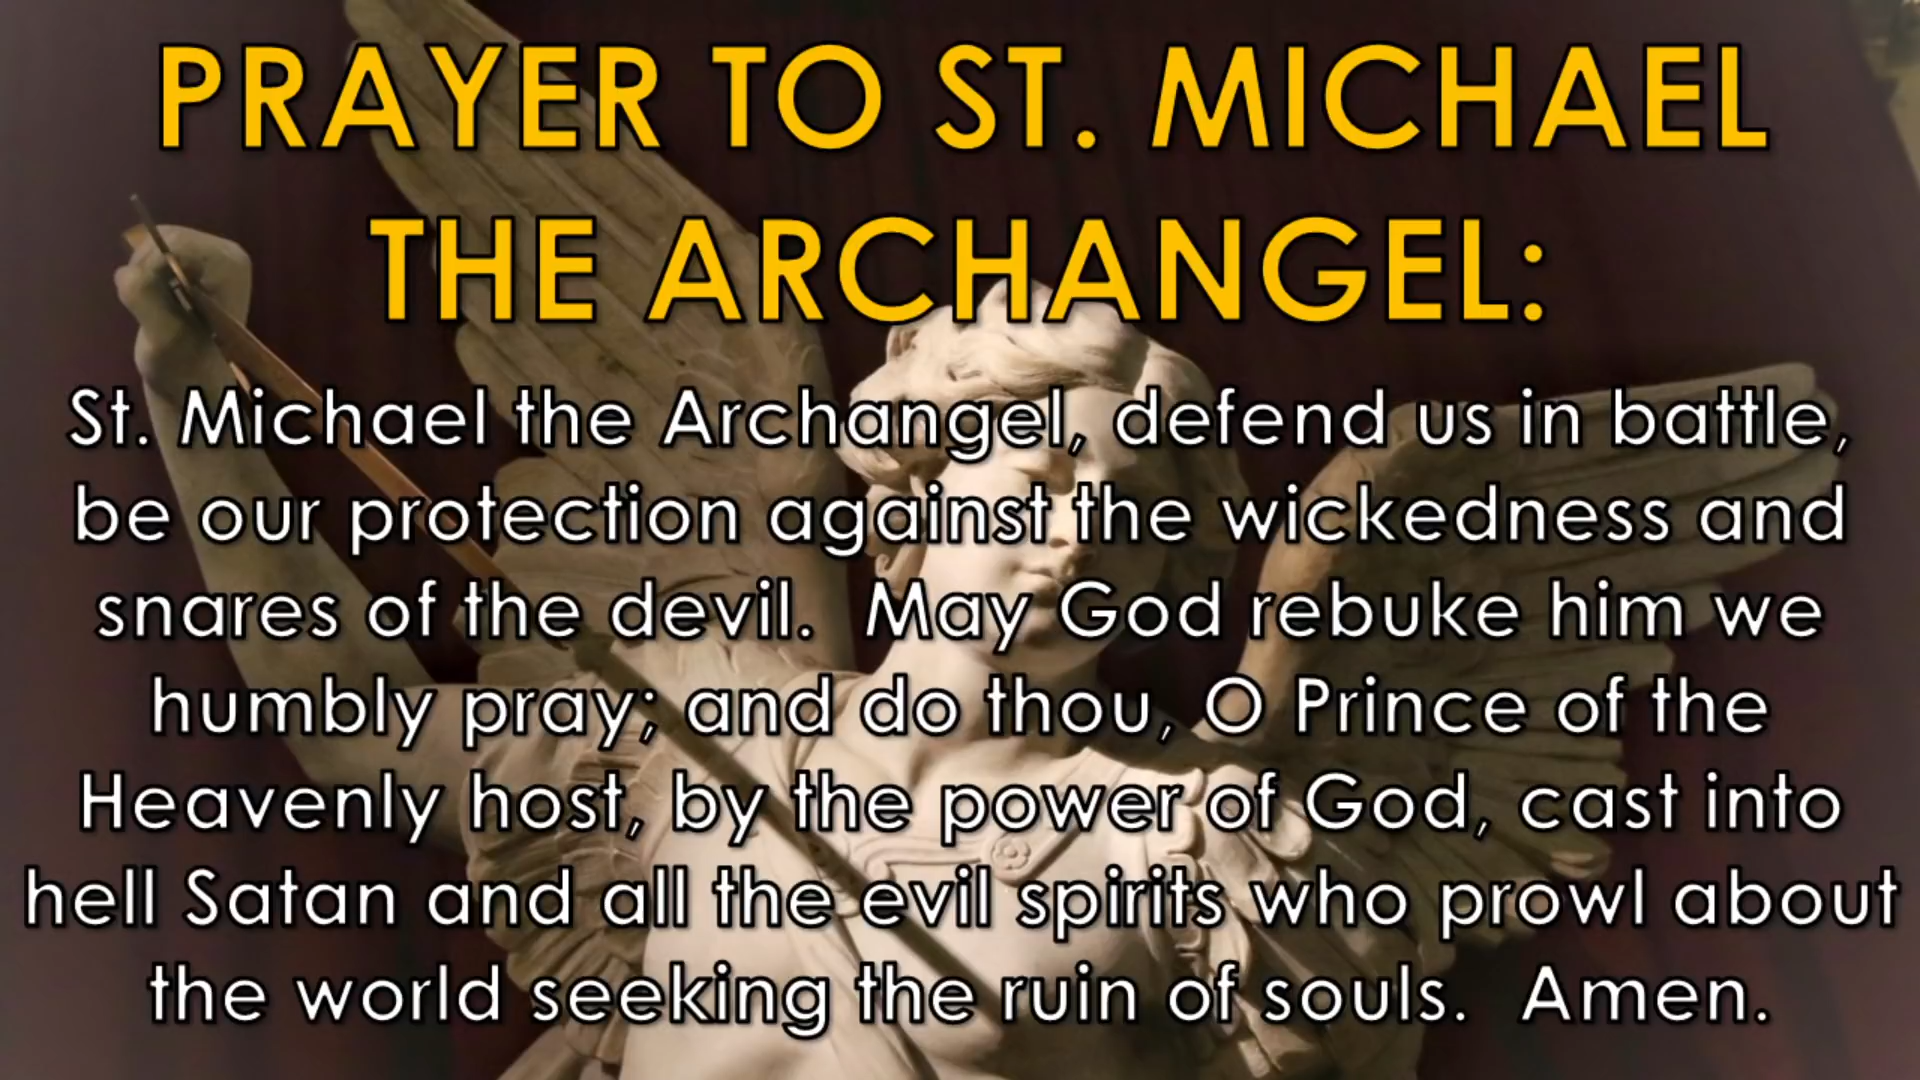 PRAYER TO ST. MICHAEL
THE ARCHANGEL:
St. Michael the Archangel, defend us in battle,
be our protection against the wickedness and
snares of the devil.  May God rebuke him we
humbly pray; and do thou, O Prince of the
Heavenly host, by the power of God, cast into
hell Satan and all the evil spirits who prowl about
the world seeking the ruin of souls.  Amen.